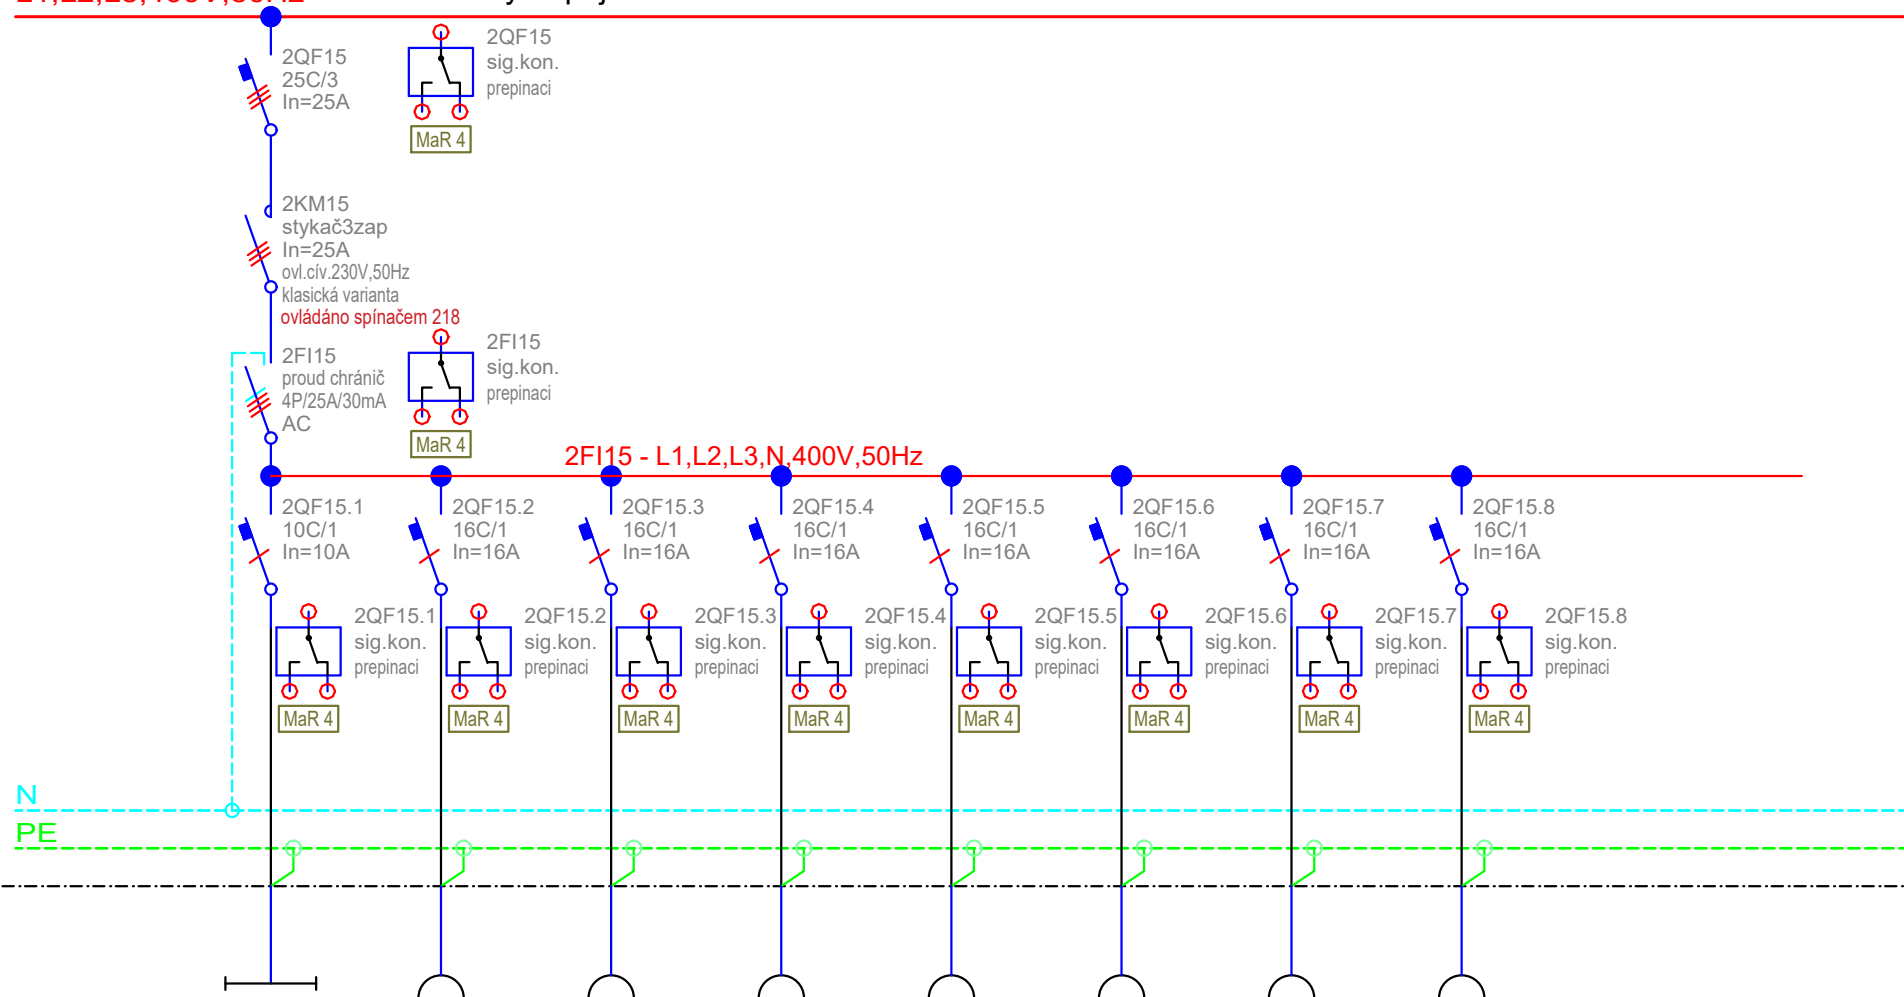 2QF15
25C/3
In=25A
2QF15
sig.kon.
prepinaci
MaR 4
2KM15
stykač3zap
In=25A
ovl.cív.230V,50Hz
klasická varianta
ovládáno spínačem 218
2FI15
proud chránič
4P/25A/30mA
AC
2FI15
sig.kon.
prepinaci
MaR 4
2FI15 - L1,L2,L3,N,400V,50Hz
2QF15.1
10C/1
In=10A
2QF15.2
16C/1
In=16A
2QF15.3
16C/1
In=16A
2QF15.4
16C/1
In=16A
2QF15.5
16C/1
In=16A
2QF15.6
16C/1
In=16A
2QF15.7
16C/1
In=16A
2QF15.8
16C/1
In=16A
2QF15.1
sig.kon.
prepinaci
MaR 4
2QF15.2
sig.kon.
prepinaci
MaR 4
2QF15.3
sig.kon.
prepinaci
MaR 4
2QF15.4
sig.kon.
prepinaci
MaR 4
2QF15.5
sig.kon.
prepinaci
MaR 4
2QF15.6
sig.kon.
prepinaci
MaR 4
2QF15.7
sig.kon.
prepinaci
MaR 4
2QF15.8
sig.kon.
prepinaci
MaR 4
N
PE